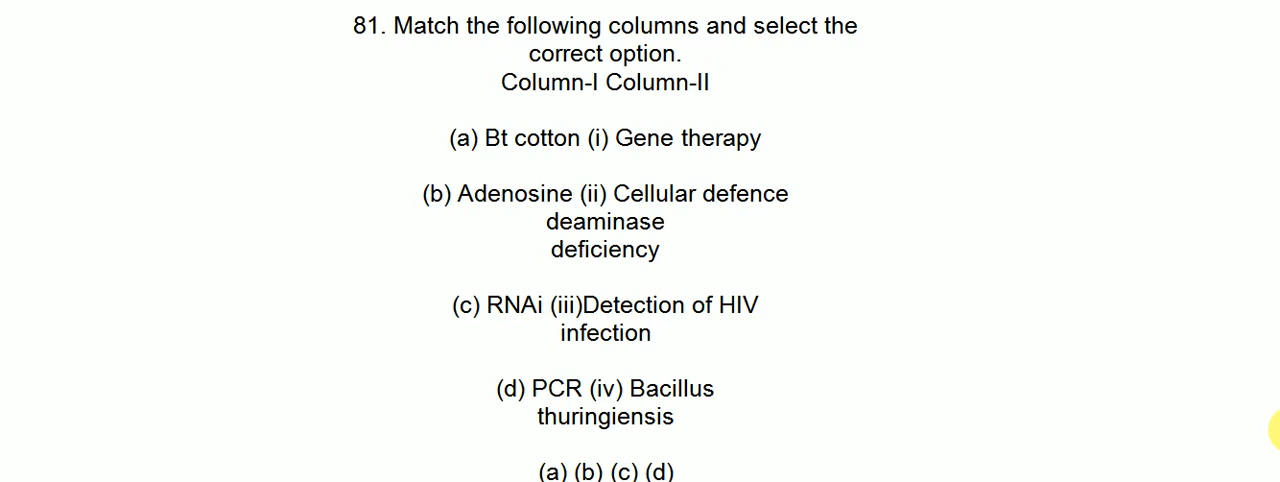 81. Match the following columns and select the
correct option.
Column-I Column-II
(a) Bt cotton (i) Gene therapy
(b) Adenosine (ii) Cellular defence
deaminase
deficiency
(c) RNAi (iii)Detection of HIV
infection
(d) PCR (iv) Bacillus
thuringiensis
(a) (b) (c) (d)